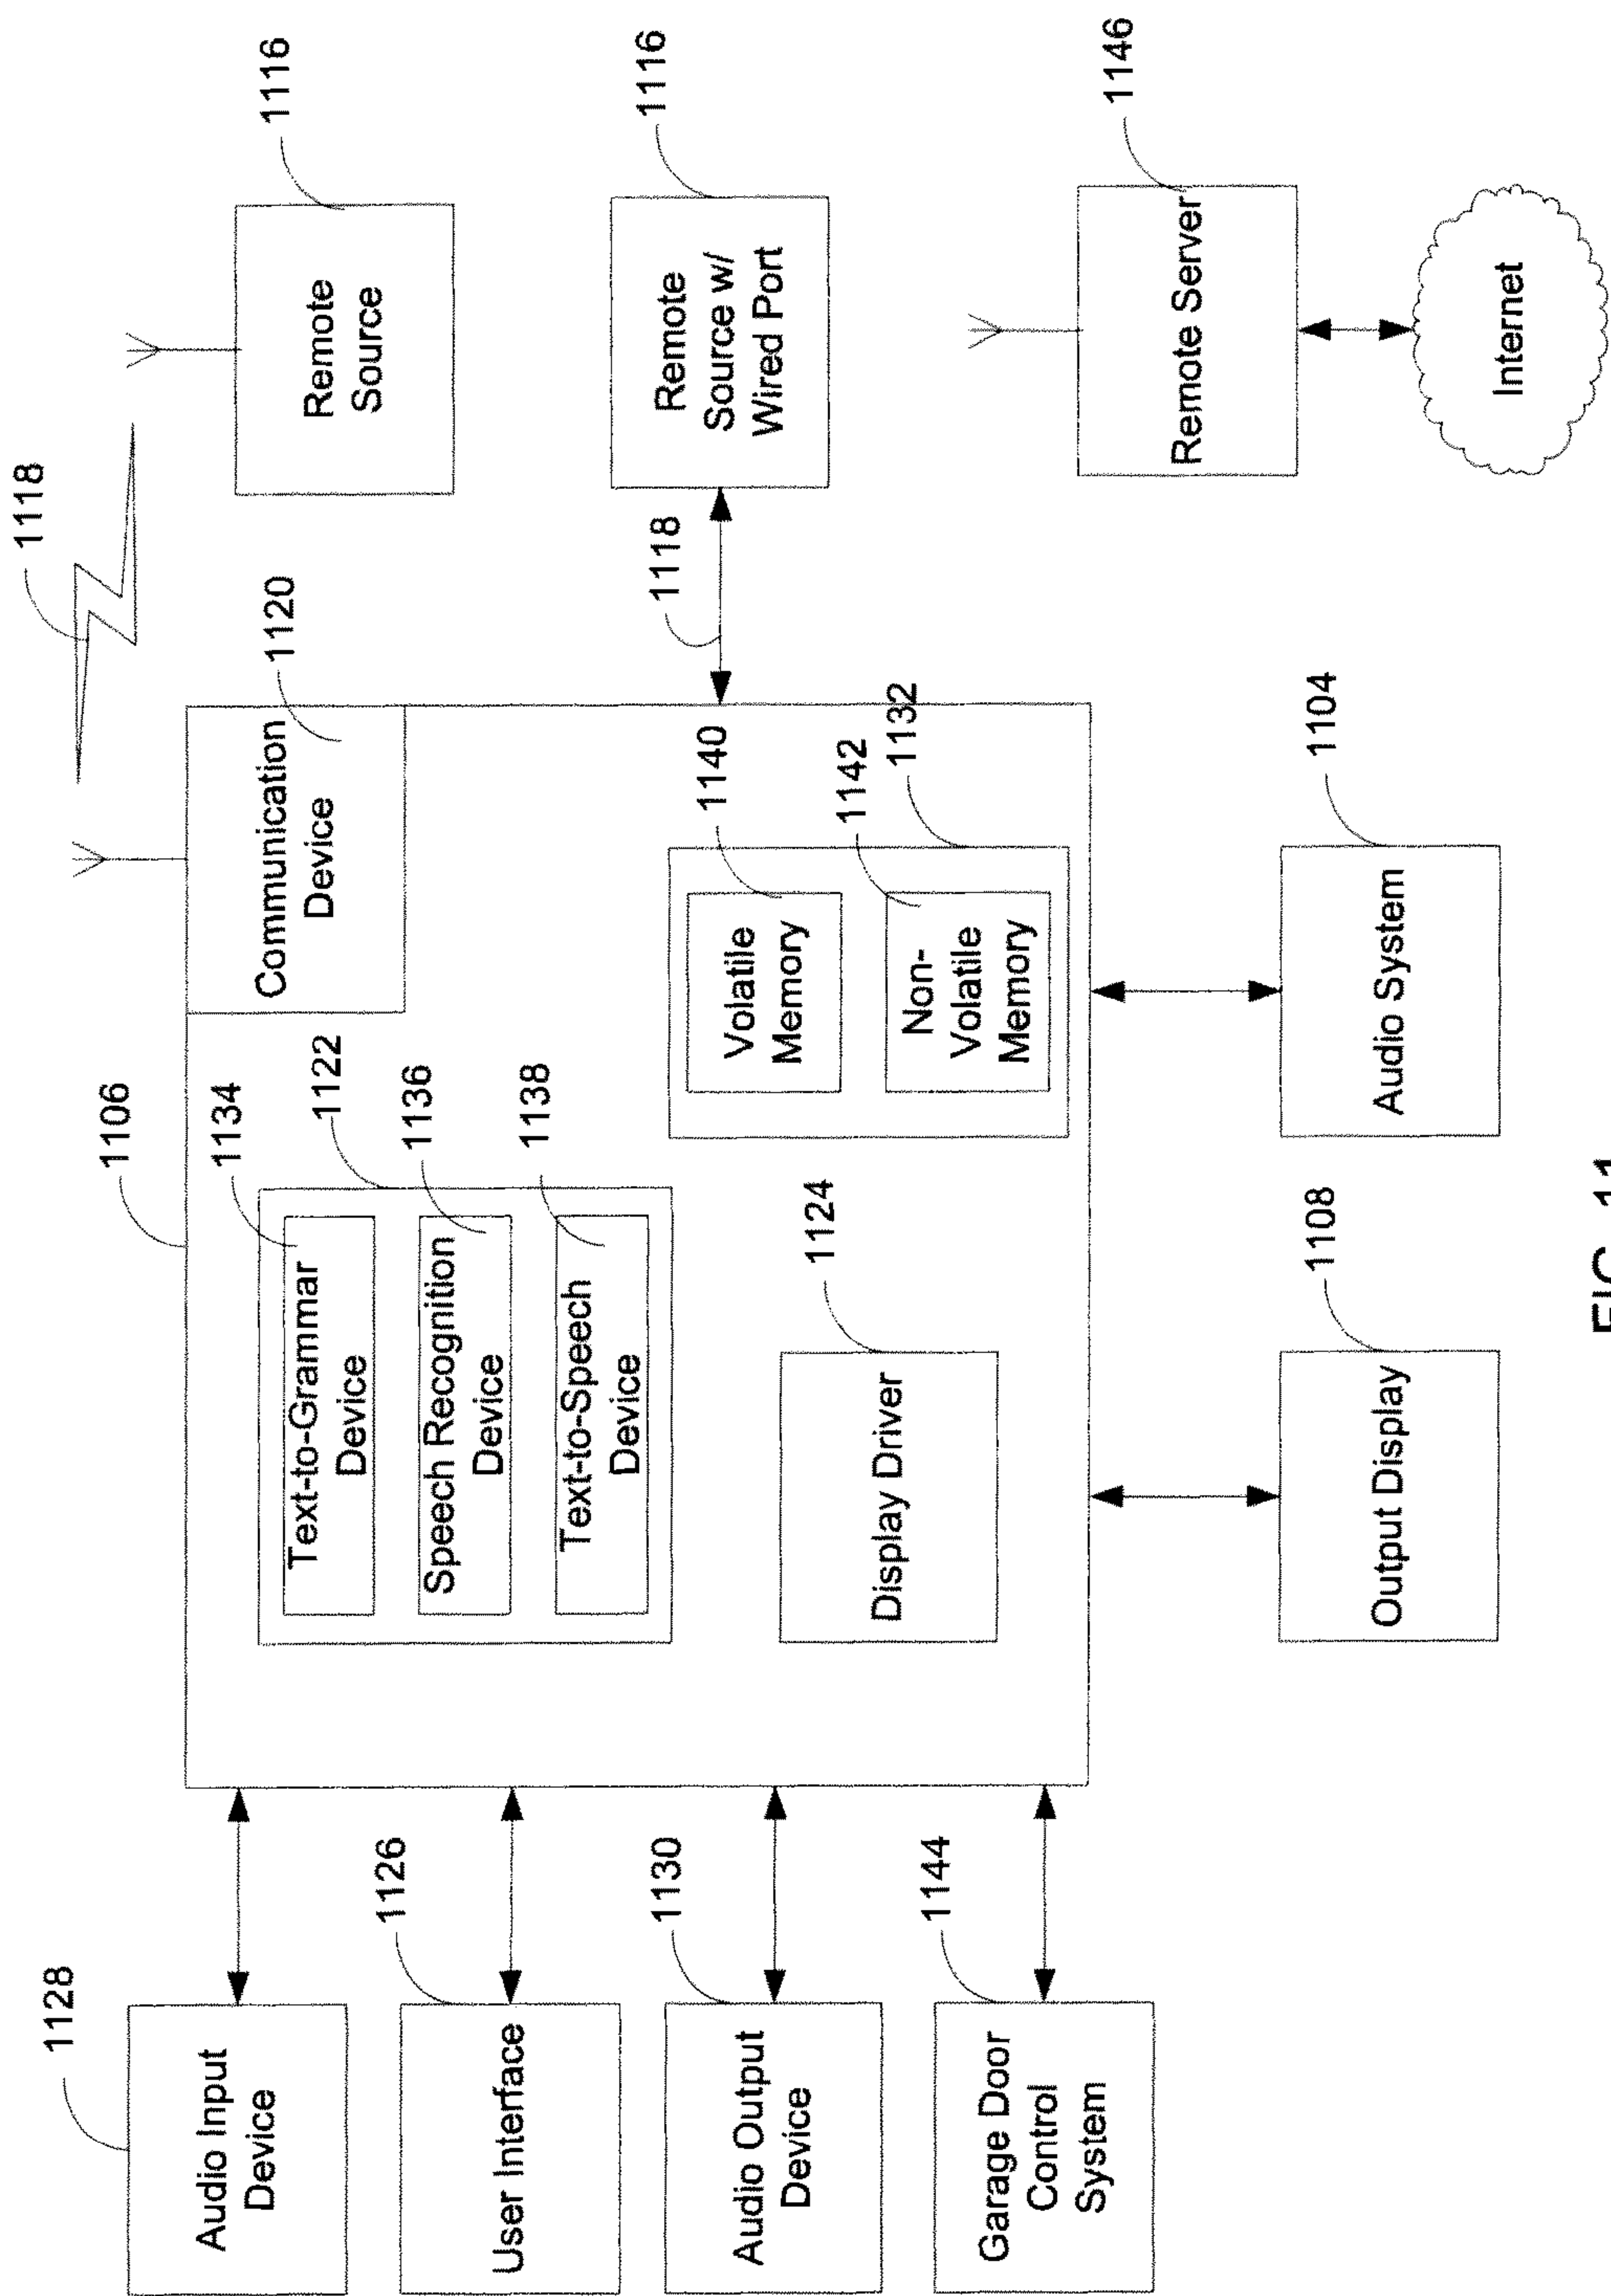 1118
1116
Remote
Source
1106
1120
Communication
Device
1128
Audio Input
Device
1134
1122
1136
1138
Text-to-Grammar
Device
Speech Recognition
Device
Text-to-Speech
Device
1126
User Interface
1118
1116
Remote
Source w/
Wired Port
1140
1142
1132
Volatile
Memory
Non-
Volatile
Memory
1130
Audio Output
Device
1124
Display Driver
1144
Garage Door
Control
System
1146
Remote Server
1108
Output Display
1104
Audio System
Internet
FIG. 11